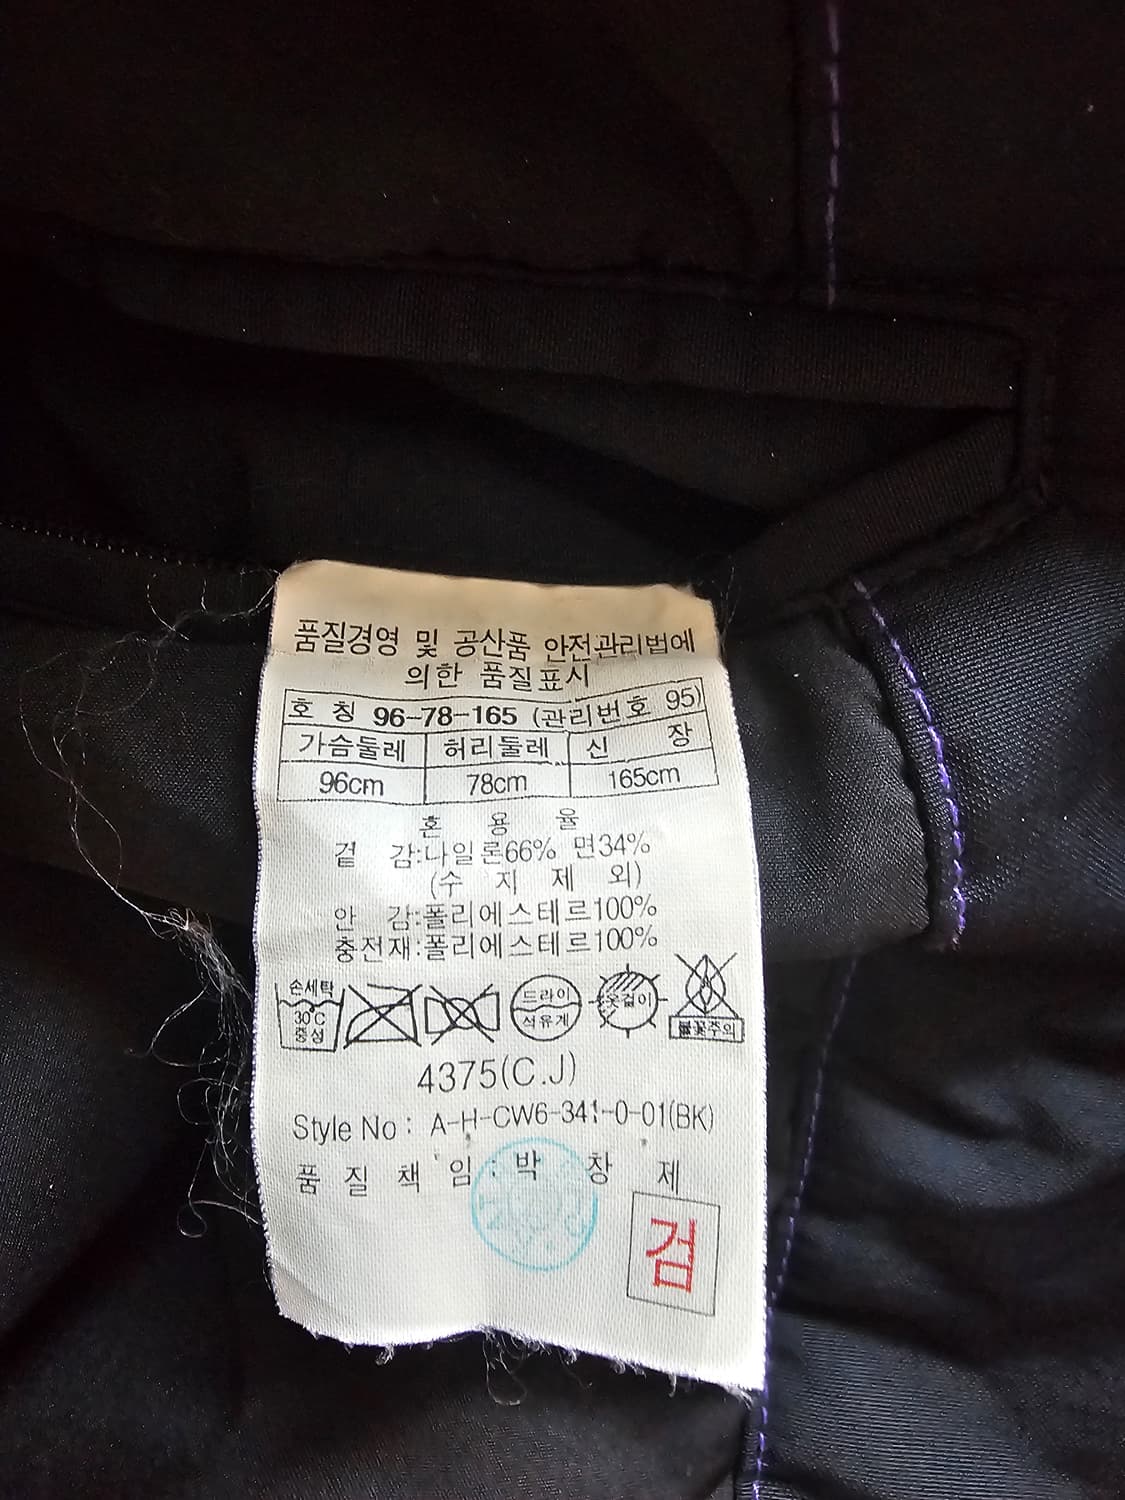 품질경영 및 공산품 안전관리법에
의한 품질표시
호 칭 96-78-165 (관리번호 95)
가슴둘레 허리둘레 신 장
96cm 78cm 165cm
혼 용 율
겉 감:나일론66% 면34%
(수 지 제 외)
안 감:폴리에스테르100%
충전재:폴리에스테르100%
손세탁 30℃ 중성 드라이 석유계 옷걸이 불꽃주의
4375(C.J)
Style No : A-H-CW6-341-0-01(BK)
품 질 책 임 : 박 창 제
검